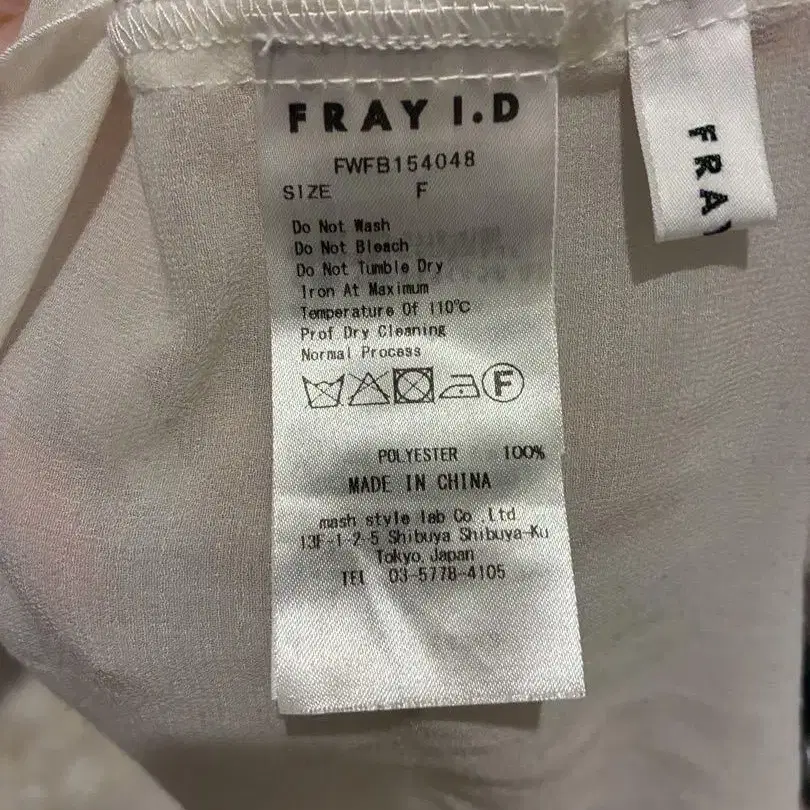 FRAY I.D
FWFB154048
SIZE F
Do Not Wash
Do Not Bleach
Do Not Tumble Dry
Iron At Maximum
Temperature Of 110℃
Prof Dry Cleaning
Normal Process
F
POLYESTER 100%
MADE IN CHINA
mash style lab Co .Ltd
13F-1-2-5 Shibuya Shibuya-Ku
Tokyo, Japan
TEL 03-5778-4105
FRAY